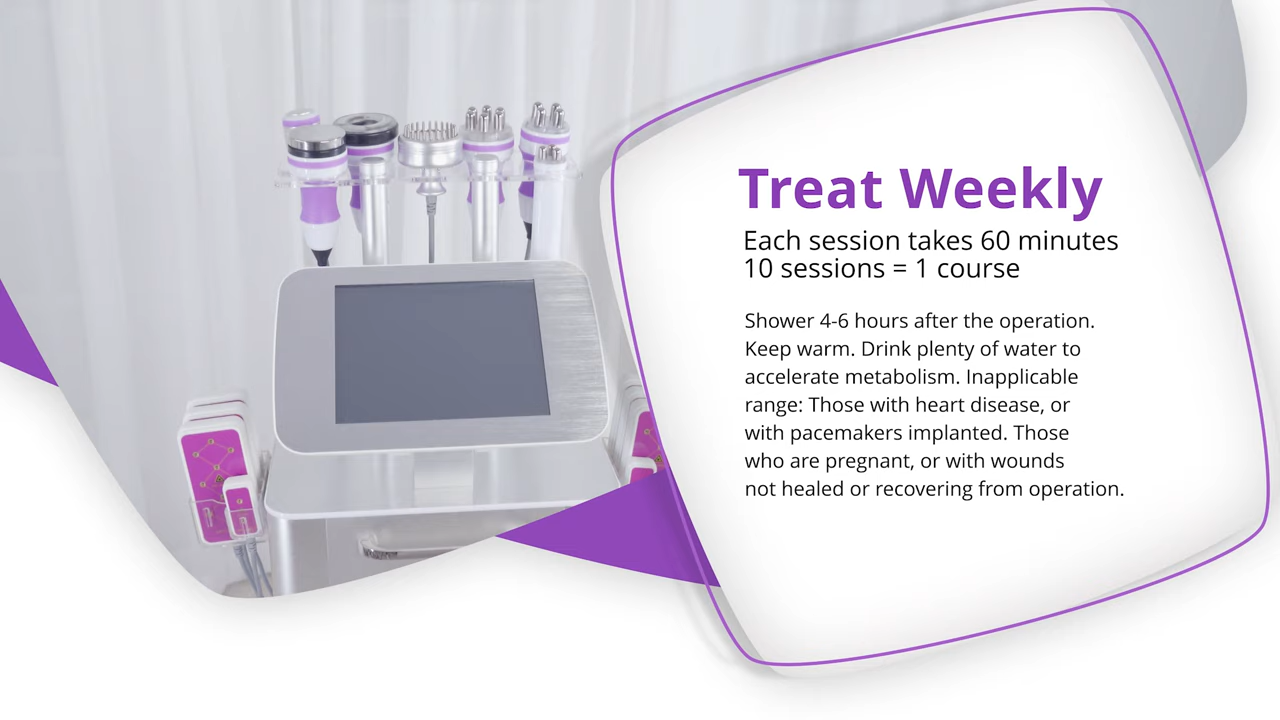 Treat Weekly
Each session takes 60 minutes
10 sessions = 1 course
Shower 4-6 hours after the operation.
Keep warm. Drink plenty of water to
accelerate metabolism. Inapplicable
range: Those with heart disease, or
with pacemakers implanted. Those
who are pregnant, or with wounds
not healed or recovering from operation.